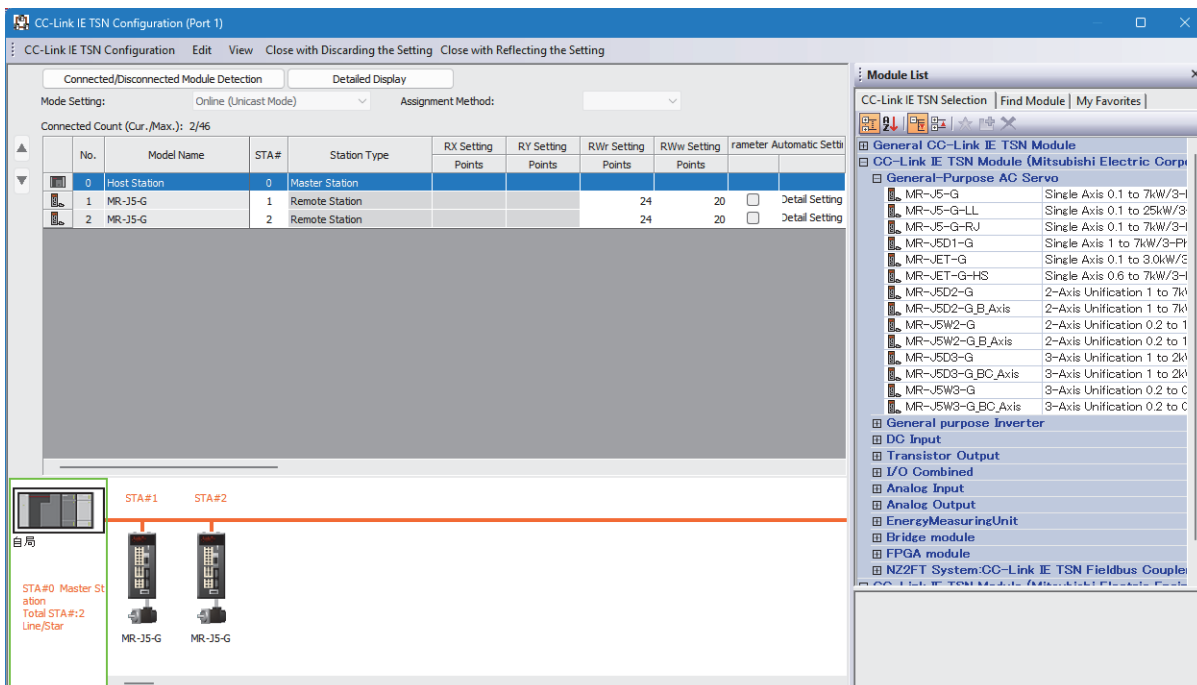 CC-Link IE TSN Configuration (Port 1)
CC-Link IE TSN Configuration Edit View Close with Discarding the Setting Close with Reflecting the Setting
Connected/Disconnected Module Detection Detailed Display
Mode Setting: Online (Unicast Mode) Assignment Method:
Connected Count (Cur./Max.): 2/46
No. Model Name STA# Station Type RX Setting RY Setting RWr Setting RWw Setting rameter Automatic Settin
Points Points Points Points
0 Host Station 0 Master Station
1 MR-J5-G 1 Remote Station 24 20 Detail Setting
2 MR-J5-G 2 Remote Station 24 20 Detail Setting
STA#1 STA#2
自局
STA#0 Master St
ation
Total STA#:2
Line/Star
MR-J5-G MR-J5-G
Module List
CC-Link IE TSN Selection Find Module My Favorites
General CC-Link IE TSN Module
CC-Link IE TSN Module (Mitsubishi Electric Corpo
General-Purpose AC Servo
MR-J5-G Single Axis 0.1 to 7kW/3-
MR-J5-G-LL Single Axis 0.1 to 25kW/3-
MR-J5-G-RJ Single Axis 0.1 to 7kW/3-
MR-J5D1-G Single Axis 1 to 7kW/3-Ph
MR-JET-G Single Axis 0.1 to 3.0kW/3
MR-JET-G-HS Single Axis 0.6 to 7kW/3-
MR-J5D2-G 2-Axis Unification 1 to 7k
MR-J5D2-G_B_Axis 2-Axis Unification 1 to 7k
MR-J5W2-G 2-Axis Unification 0.2 to 1
MR-J5W2-G_B_Axis 2-Axis Unification 0.2 to 1
MR-J5D3-G 3-Axis Unification 1 to 2k
MR-J5D3-G_BC_Axis 3-Axis Unification 1 to 2k
MR-J5W3-G 3-Axis Unification 0.2 to 0
MR-J5W3-G_BC_Axis 3-Axis Unification 0.2 to 0
General purpose Inverter
DC Input
Transistor Output
I/O Combined
Analog Input
Analog Output
EnergyMeasuringUnit
Bridge module
FPGA module
NZ2FT System:CC-Link IE TSN Fieldbus Coupler
CC-Link IE TSN Module (Mitsubishi Electric Engin